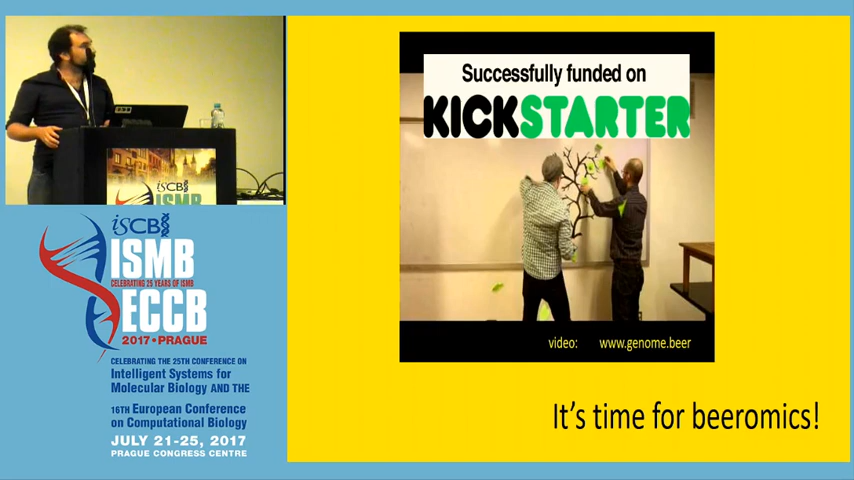 iSCB
ISMB
iSCB
ISMB
CELEBRATING 25 YEARS OF ISMB
ECCB
2017 • PRAGUE
CELEBRATING THE 25TH CONFERENCE ON
Intelligent Systems for
Molecular Biology AND THE
16TH European Conference
on Computational Biology
JULY 21-25, 2017
PRAGUE CONGRESS CENTRE
Successfully funded on
KICKSTARTER
video: www.genome.beer
It's time for beeromics!